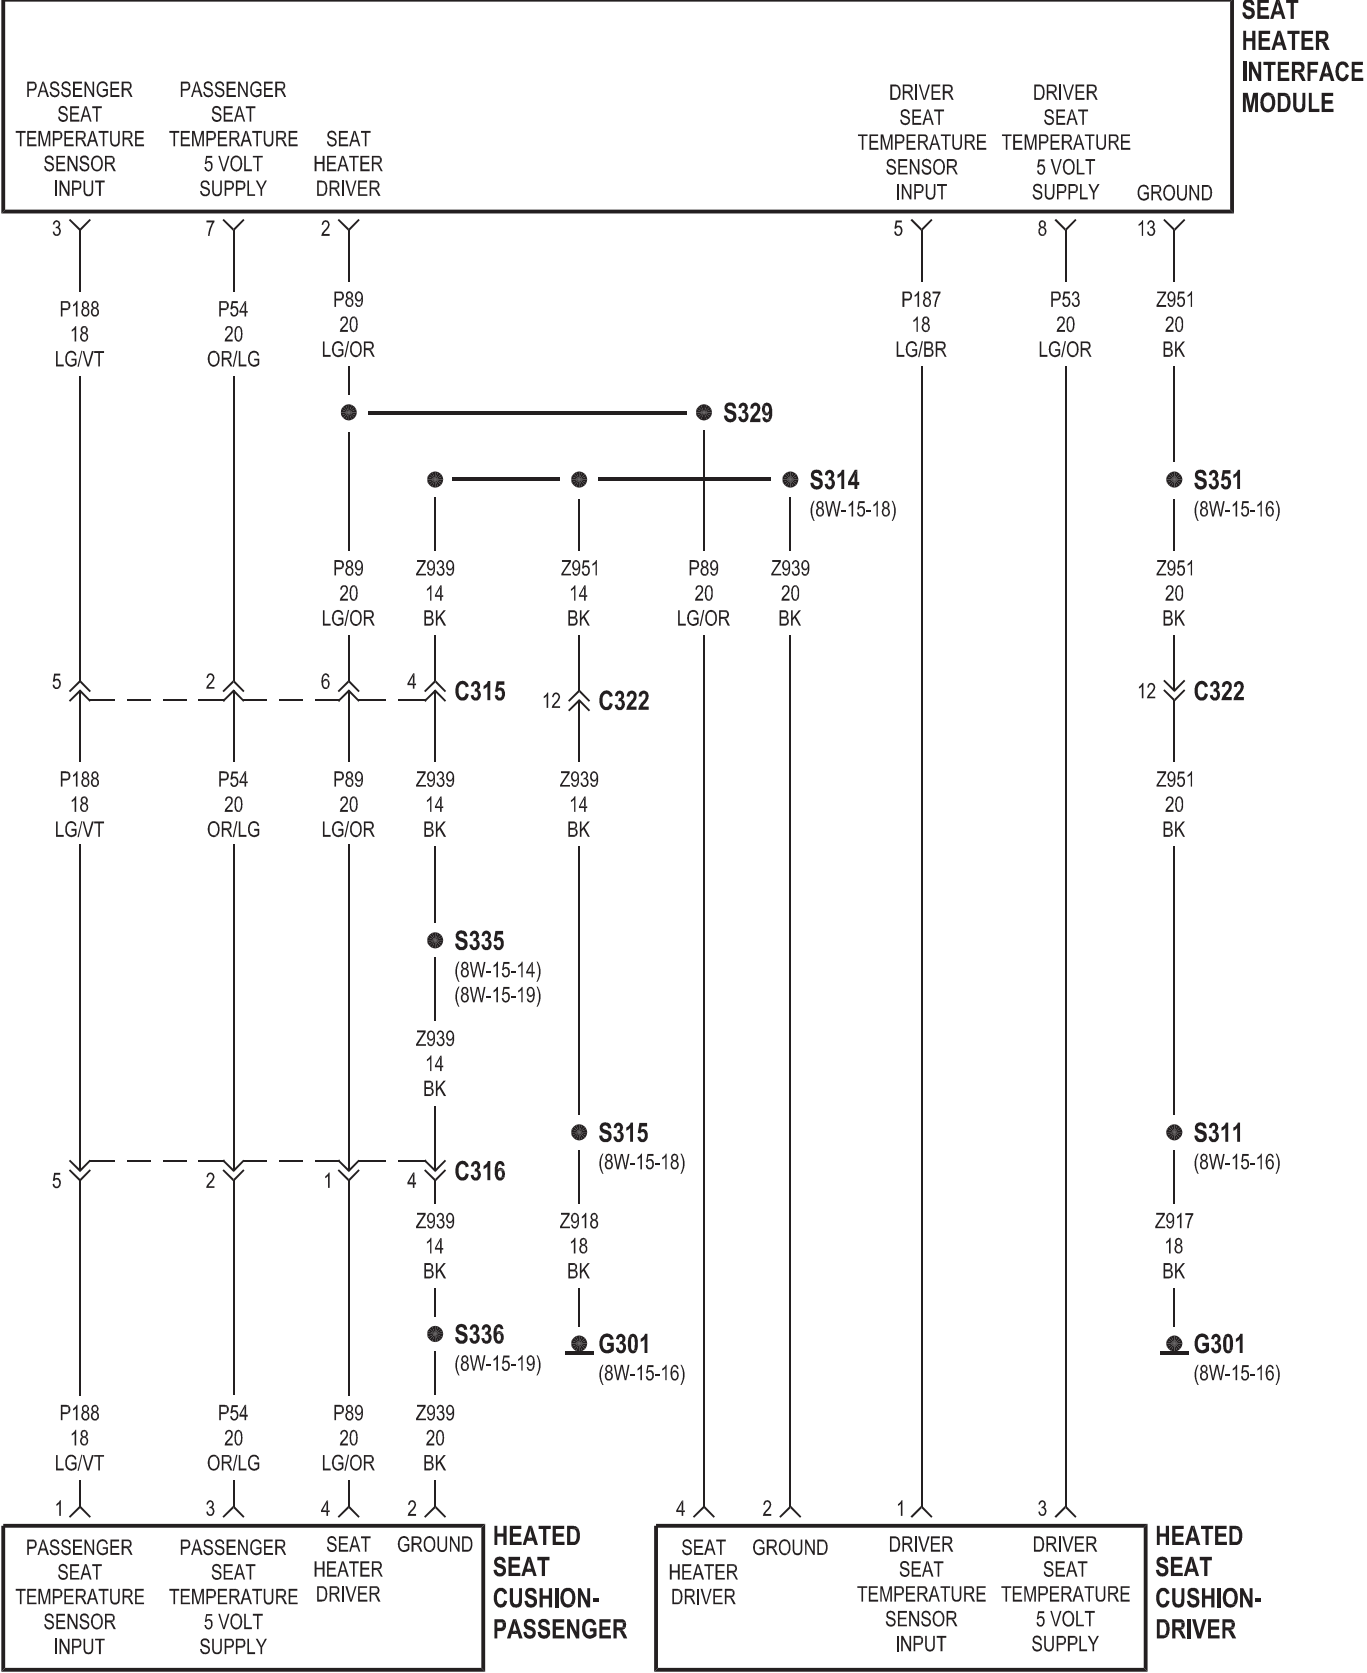 SEAT
HEATER
INTERFACE
MODULE
PASSENGER
SEAT
TEMPERATURE
SENSOR
INPUT
PASSENGER
SEAT
TEMPERATURE
5 VOLT
SUPPLY
SEAT
HEATER
DRIVER
DRIVER
SEAT
TEMPERATURE
SENSOR
INPUT
DRIVER
SEAT
TEMPERATURE
5 VOLT
SUPPLY
GROUND
3 7 2 5 8 13
P188
18
LG/VT
P54
20
OR/LG
P89
20
LG/OR
P187
18
LG/BR
P53
20
LG/OR
Z951
20
BK
S329
S314
(8W-15-18)
S351
(8W-15-16)
P89
20
LG/OR
Z939
14
BK
Z951
14
BK
P89
20
LG/OR
Z939
20
BK
Z951
20
BK
5 2 6 4 C315
12 C322
12 C322
P188
18
LG/VT
P54
20
OR/LG
P89
20
LG/OR
Z939
14
BK
Z939
14
BK
Z951
20
BK
S335
(8W-15-14)
(8W-15-19)
Z939
14
BK
S315
(8W-15-18)
S311
(8W-15-16)
5 2 1 4 C316
Z939
14
BK
Z918
18
BK
Z917
18
BK
S336
(8W-15-19)
G301
(8W-15-16)
G301
(8W-15-16)
P188
18
LG/VT
P54
20
OR/LG
P89
20
LG/OR
Z939
20
BK
1 3 4 2 4 2 1 3
PASSENGER
SEAT
TEMPERATURE
SENSOR
INPUT
PASSENGER
SEAT
TEMPERATURE
5 VOLT
SUPPLY
SEAT
HEATER
DRIVER
GROUND
HEATED
SEAT
CUSHION-
PASSENGER
SEAT
HEATER
DRIVER
GROUND
DRIVER
SEAT
TEMPERATURE
SENSOR
INPUT
DRIVER
SEAT
TEMPERATURE
5 VOLT
SUPPLY
HEATED
SEAT
CUSHION-
DRIVER